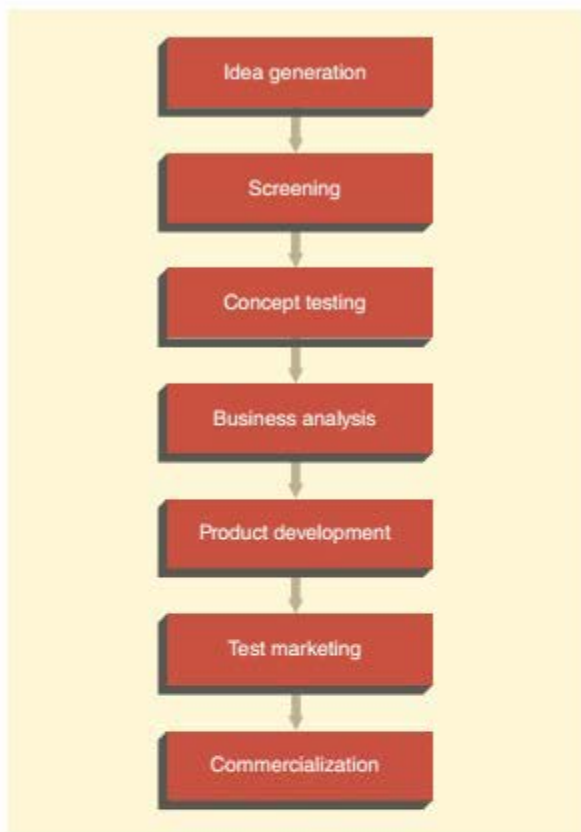 Idea generation
Screening
Concept testing
Business analysis
Product development
Test marketing
Commercialization